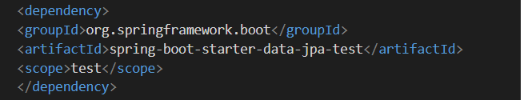 <dependency>
<groupId>org.springframework.boot</groupId>
<artifactId>spring-boot-starter-data-jpa-test</artifactId>
<scope>test</scope>
</dependency>